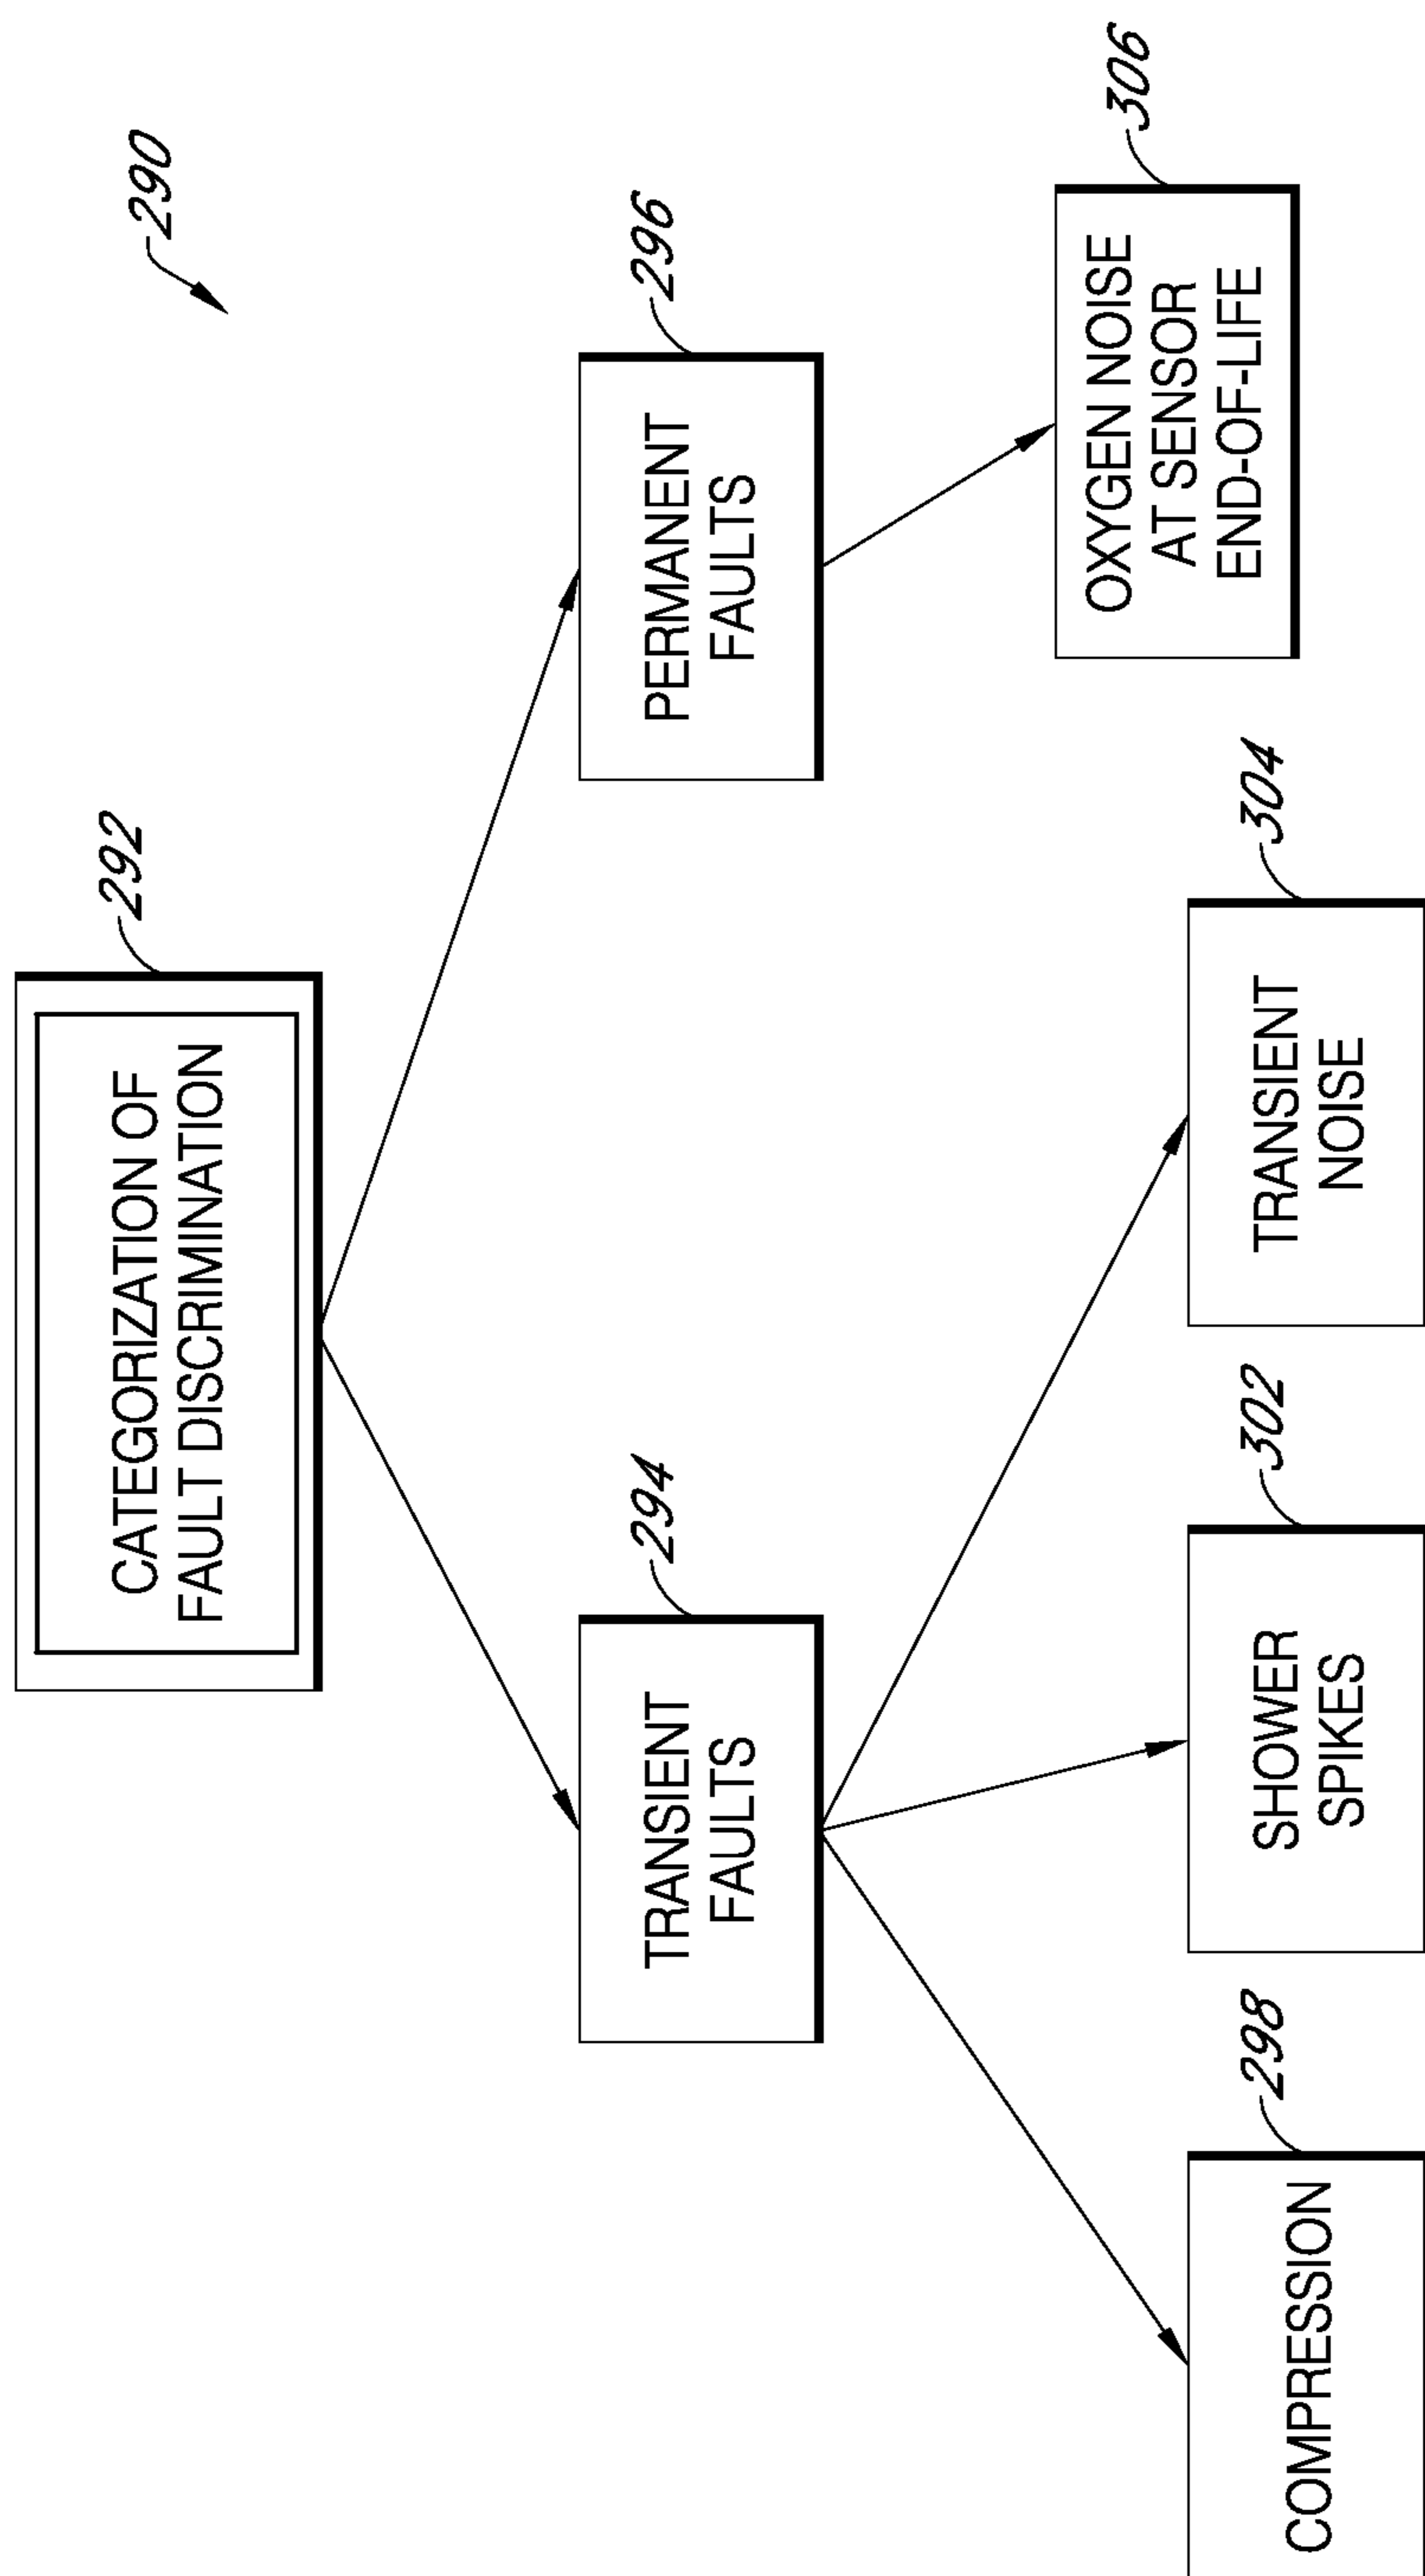 290
292
CATEGORIZATION OF
FAULT DISCRIMINATION
294
TRANSIENT
FAULTS
296
PERMANENT
FAULTS
298
COMPRESSION
302
SHOWER
SPIKES
304
TRANSIENT
NOISE
306
OXYGEN NOISE
AT SENSOR
END-OF-LIFE